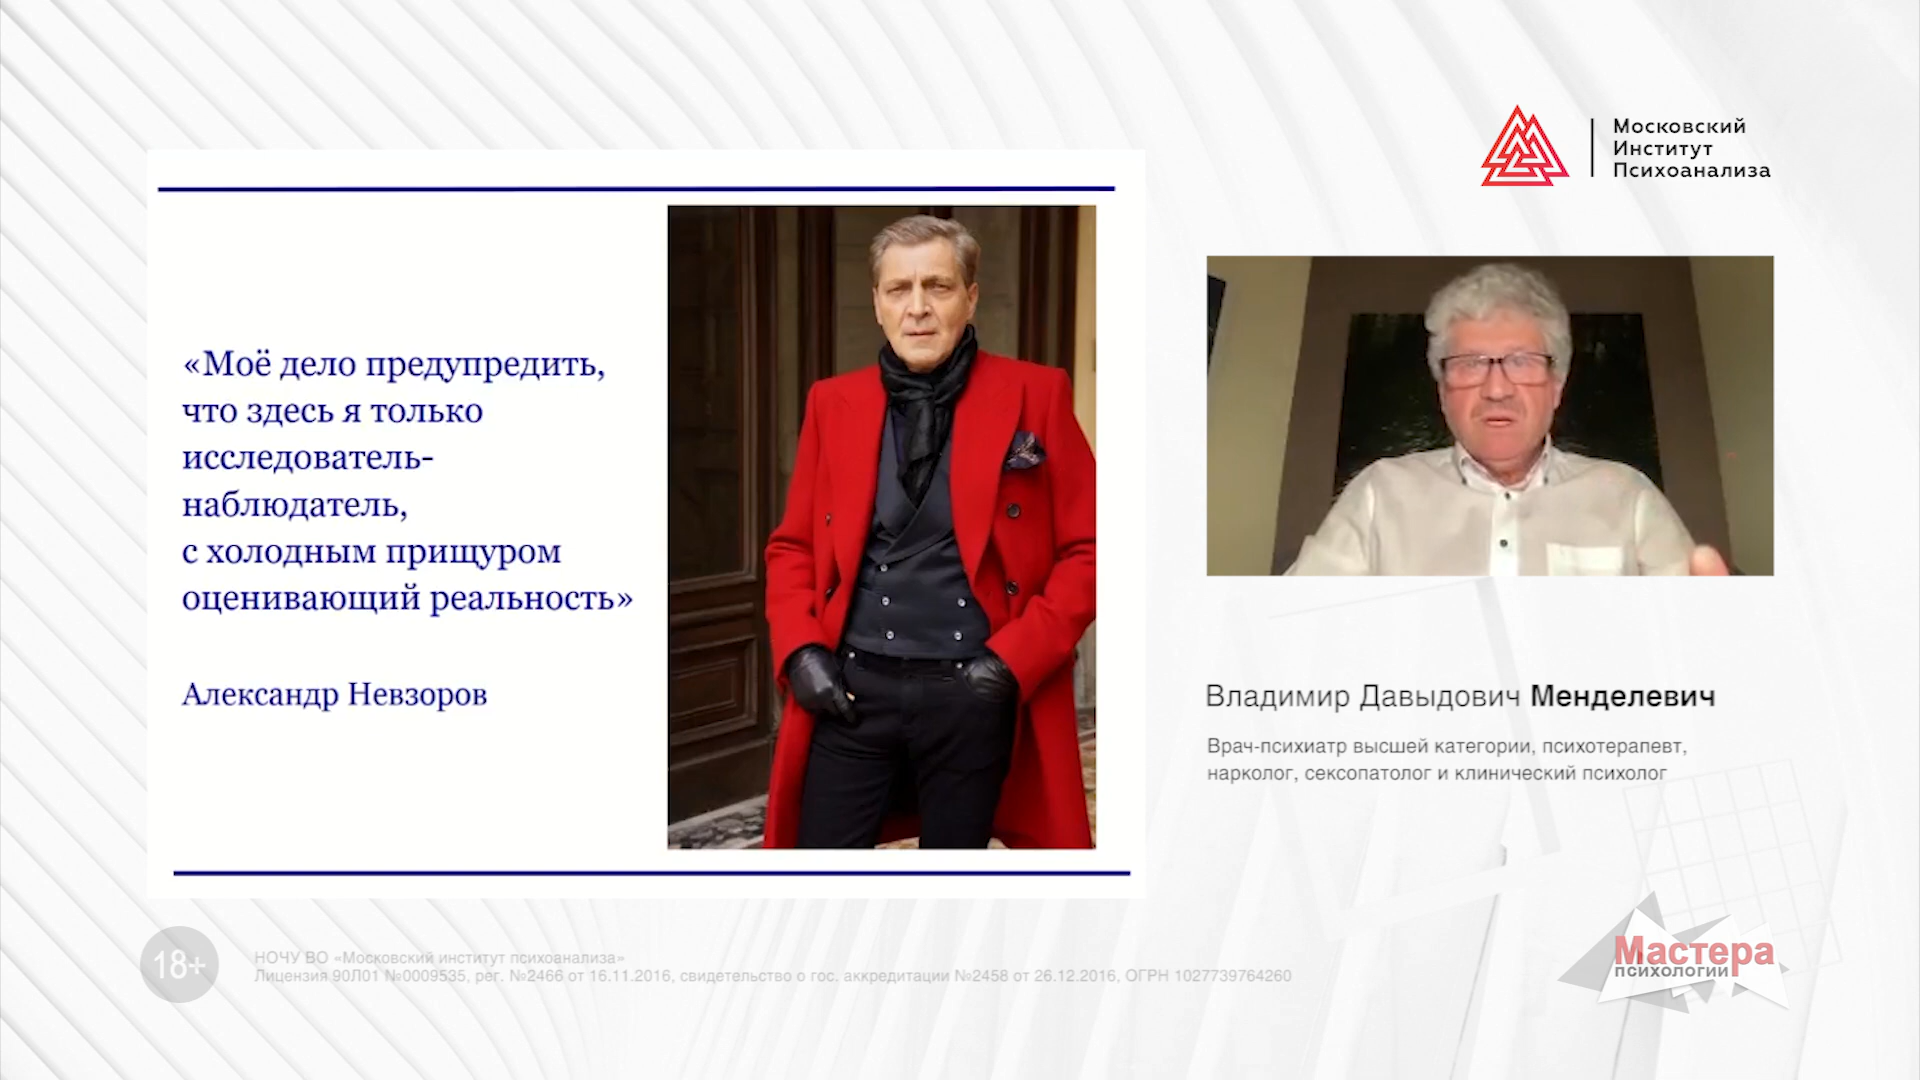 Московский
Институт
Психоанализа
«Моё дело предупредить,
что здесь я только
исследователь-
наблюдатель,
с холодным прищуром
оценивающий реальность»
Александр Невзоров
Владимир Давыдович Менделевич
Врач-психиатр высшей категории, психотерапевт,
нарколог, сексопатолог и клинический психолог
18+
НОЧУ ВО «Московский институт психоанализа»
Лицензия 90Л01 №0009535, рег. №2466 от 16.11.2016, свидетельство о гос. аккредитации №2458 от 26.12.2016, ОГРН 1027739764260
Мастера
психологии